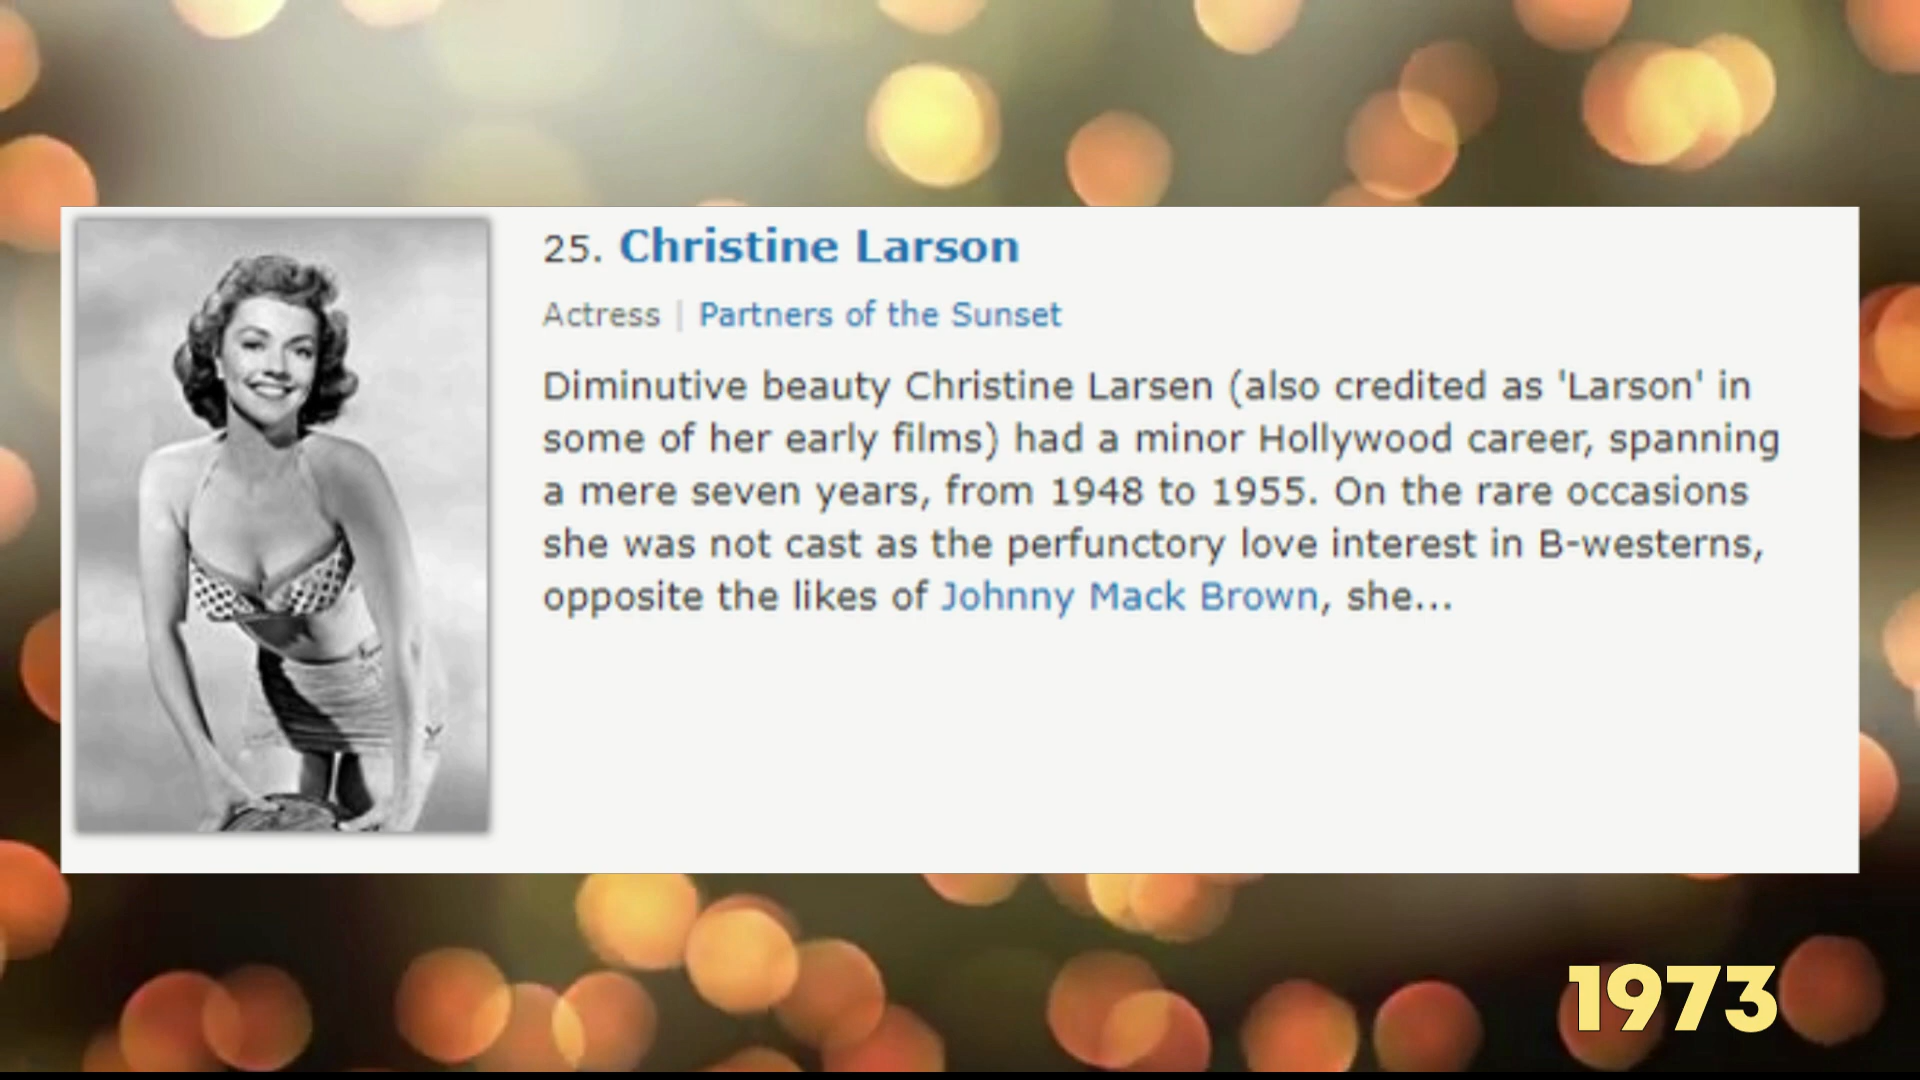 25. Christine Larson
Actress | Partners of the Sunset
Diminutive beauty Christine Larsen (also credited as 'Larson' in
some of her early films) had a minor Hollywood career, spanning
a mere seven years, from 1948 to 1955. On the rare occasions
she was not cast as the perfunctory love interest in B-westerns,
opposite the likes of Johnny Mack Brown, she...
1973